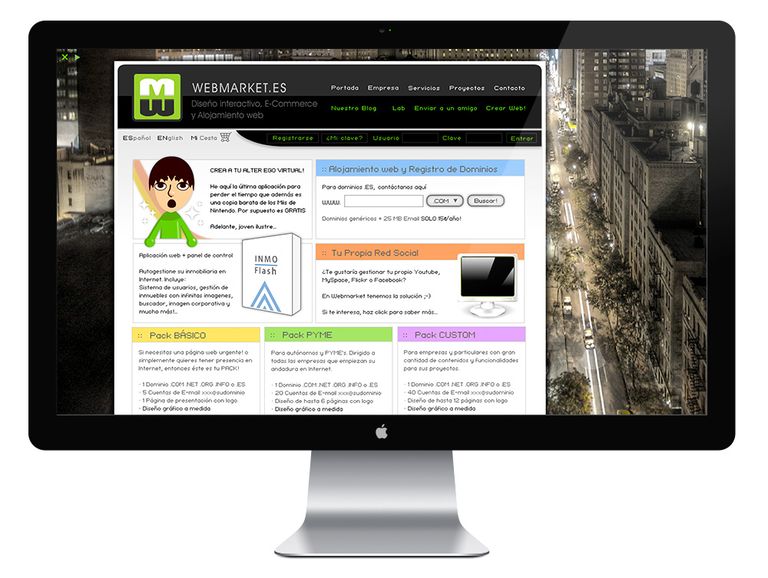 MW
WEBMARKET.ES
Diseño interactivo, E-Commerce
y Alojamiento web
Portada Empresa Servicios Proyectos Contacto
Nuestro Blog Lab Enviar a un amigo Crear Web!
ESpañol ENglish Mi Cesta
Registrarse ¿Mi clave? Usuario Clave Entrar
CREA A TU ALTER EGO VIRTUAL!
He aquí la última aplicación para
perder el tiempo que además es
una copia barata de los Miis de
Nintendo. Por supuesto es GRATIS
Adelante, joven ilustre...
:: Alojamiento web y Registro de Dominios
Para dominios .ES, contáctanos aquí
www. .COM Buscar!
Dominios genéricos + 25 MB Email SOLO 15€/año!
Aplicación web + panel de control
Autogestione su inmobiliaria en
Internet. Incluye:
Sistema de usuarios, gestión de
inmuebles con infinitas imagenes,
buscador, imagen corporativa y
mucho más!..
INMO
Flash
:: Tu Propia Red Social
¿Te gustaría gestionar tu propio Youtube,
MySpace, Flickr o Facebook?
En Webmarket tenemos la solución ;-)
Si te interesa, haz click para saber más...
:: Pack BÁSICO
Si necesitas una página web urgente! o
simplemente quieres tener presencia en
Internet, entonces éste es tu PACK!
· 1 Dominio .COM .NET .ORG .INFO o .ES
· 5 Cuentas de E-mail xxx@sudominio
· 1 Página de presentación con logo
· Diseño gráfico a medida
:: Pack PYME
Para autónomos y PYME's. Dirigido a
todas las empresas que empiezan su
andadura en Internet.
· 1 Dominio .COM .NET .ORG .INFO o .ES
· 20 Cuentas de E-mail xxx@sudominio
· Diseño de hasta 6 páginas con logo
· Diseño gráfico a medida
:: Pack CUSTOM
Para empresas y particulares con gran
cantidad de contenidos y funcionalidades
para sus proyectos.
· 1 Dominio .COM .NET .ORG .INFO o .ES
· 40 Cuentas de E-mail xxx@sudominio
· Diseño de hasta 12 páginas con logo
· Diseño gráfico a medida